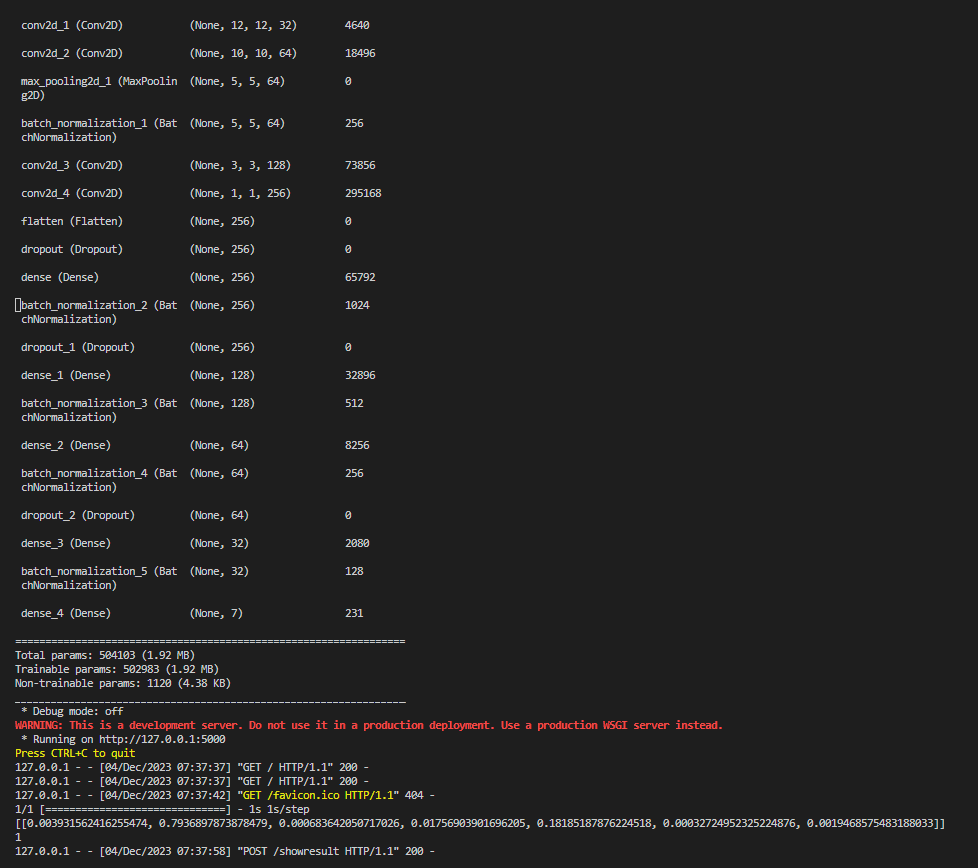 conv2d_1 (Conv2D) (None, 12, 12, 32) 4640
conv2d_2 (Conv2D) (None, 10, 10, 64) 18496
max_pooling2d_1 (MaxPoolin (None, 5, 5, 64) 0
g2D)
batch_normalization_1 (Bat (None, 5, 5, 64) 256
chNormalization)
conv2d_3 (Conv2D) (None, 3, 3, 128) 73856
conv2d_4 (Conv2D) (None, 1, 1, 256) 295168
flatten (Flatten) (None, 256) 0
dropout (Dropout) (None, 256) 0
dense (Dense) (None, 256) 65792
batch_normalization_2 (Bat (None, 256) 1024
chNormalization)
dropout_1 (Dropout) (None, 256) 0
dense_1 (Dense) (None, 128) 32896
batch_normalization_3 (Bat (None, 128) 512
chNormalization)
dense_2 (Dense) (None, 64) 8256
batch_normalization_4 (Bat (None, 64) 256
chNormalization)
dropout_2 (Dropout) (None, 64) 0
dense_3 (Dense) (None, 32) 2080
batch_normalization_5 (Bat (None, 32) 128
chNormalization)
dense_4 (Dense) (None, 7) 231
=================================================================
Total params: 504103 (1.92 MB)
Trainable params: 502983 (1.92 MB)
Non-trainable params: 1120 (4.38 KB)
_________________________________________________________________
* Debug mode: off
WARNING: This is a development server. Do not use it in a production deployment. Use a production WSGI server instead.
* Running on http://127.0.0.1:5000
Press CTRL+C to quit
127.0.0.1 - - [04/Dec/2023 07:37:37] "GET / HTTP/1.1" 200 -
127.0.0.1 - - [04/Dec/2023 07:37:37] "GET / HTTP/1.1" 200 -
127.0.0.1 - - [04/Dec/2023 07:37:42] "GET /favicon.ico HTTP/1.1" 404 -
1/1 [==============================] - 1s 1s/step
[[0.003931562416255474, 0.7936897873878479, 0.000683642050717026, 0.01756903901696205, 0.18185187876224518, 0.00032724952325224876, 0.0019468575483188033]]
1
127.0.0.1 - - [04/Dec/2023 07:37:58] "POST /showresult HTTP/1.1" 200 -